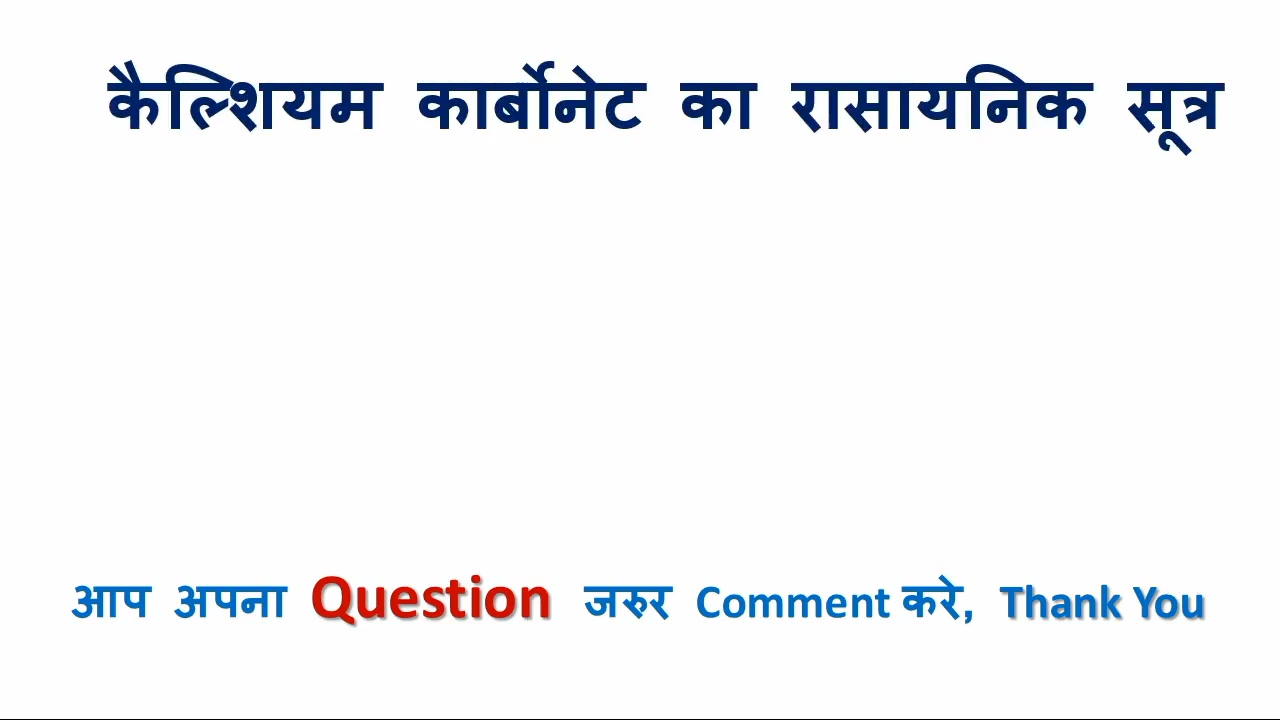 कैल्शियम कार्बोनेट का रासायनिक सूत्र
आप अपना Question जरुर Comment करे, Thank You